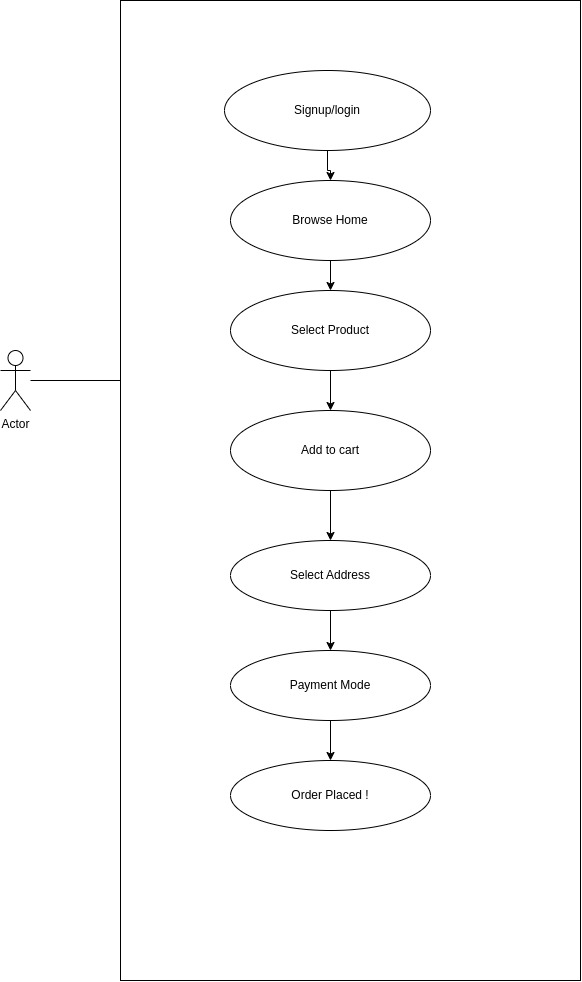 Signup/login
Browse Home
Select Product
Actor
Add to cart
Select Address
Payment Mode
Order Placed !